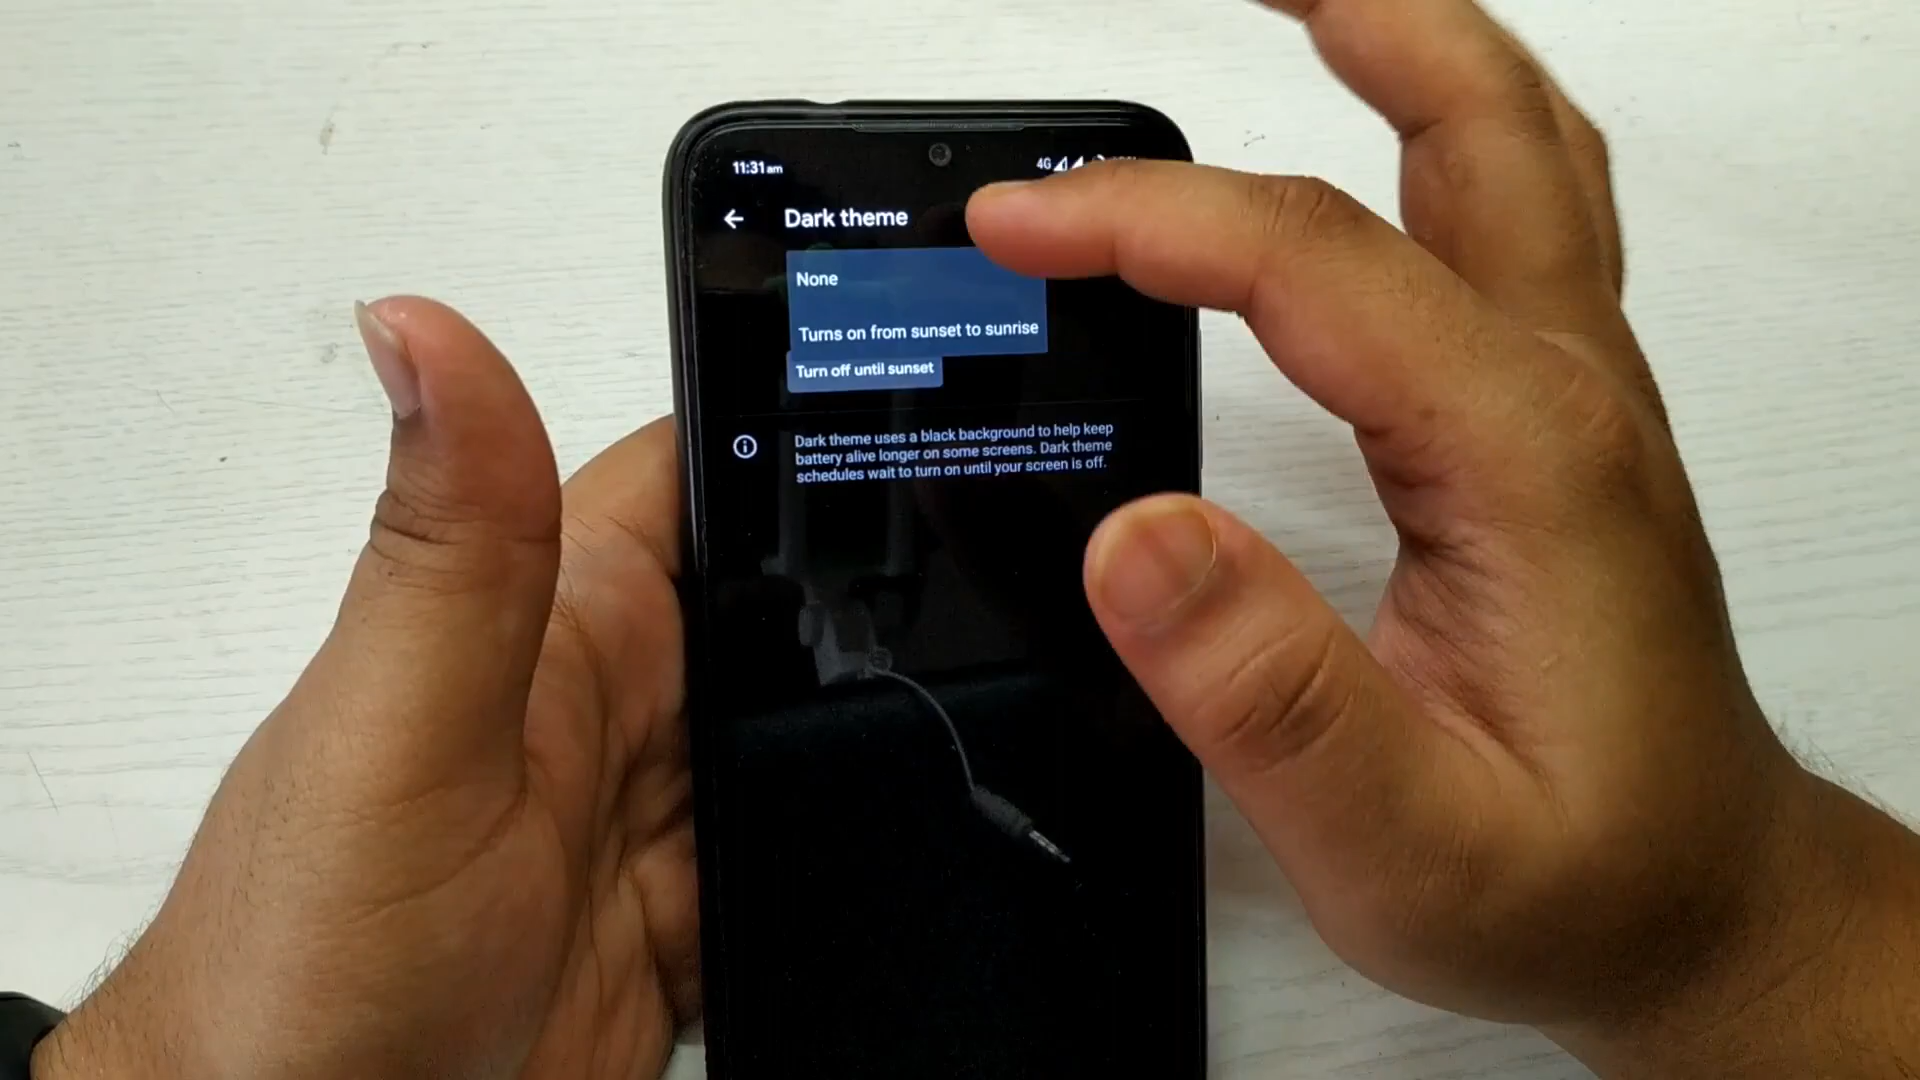 11:31am
4G
Dark theme
None
Turns on from sunset to sunrise
Turn off until sunset
Dark theme uses a black background to help keep
battery alive longer on some screens. Dark theme
schedules wait to turn on until your screen is off.